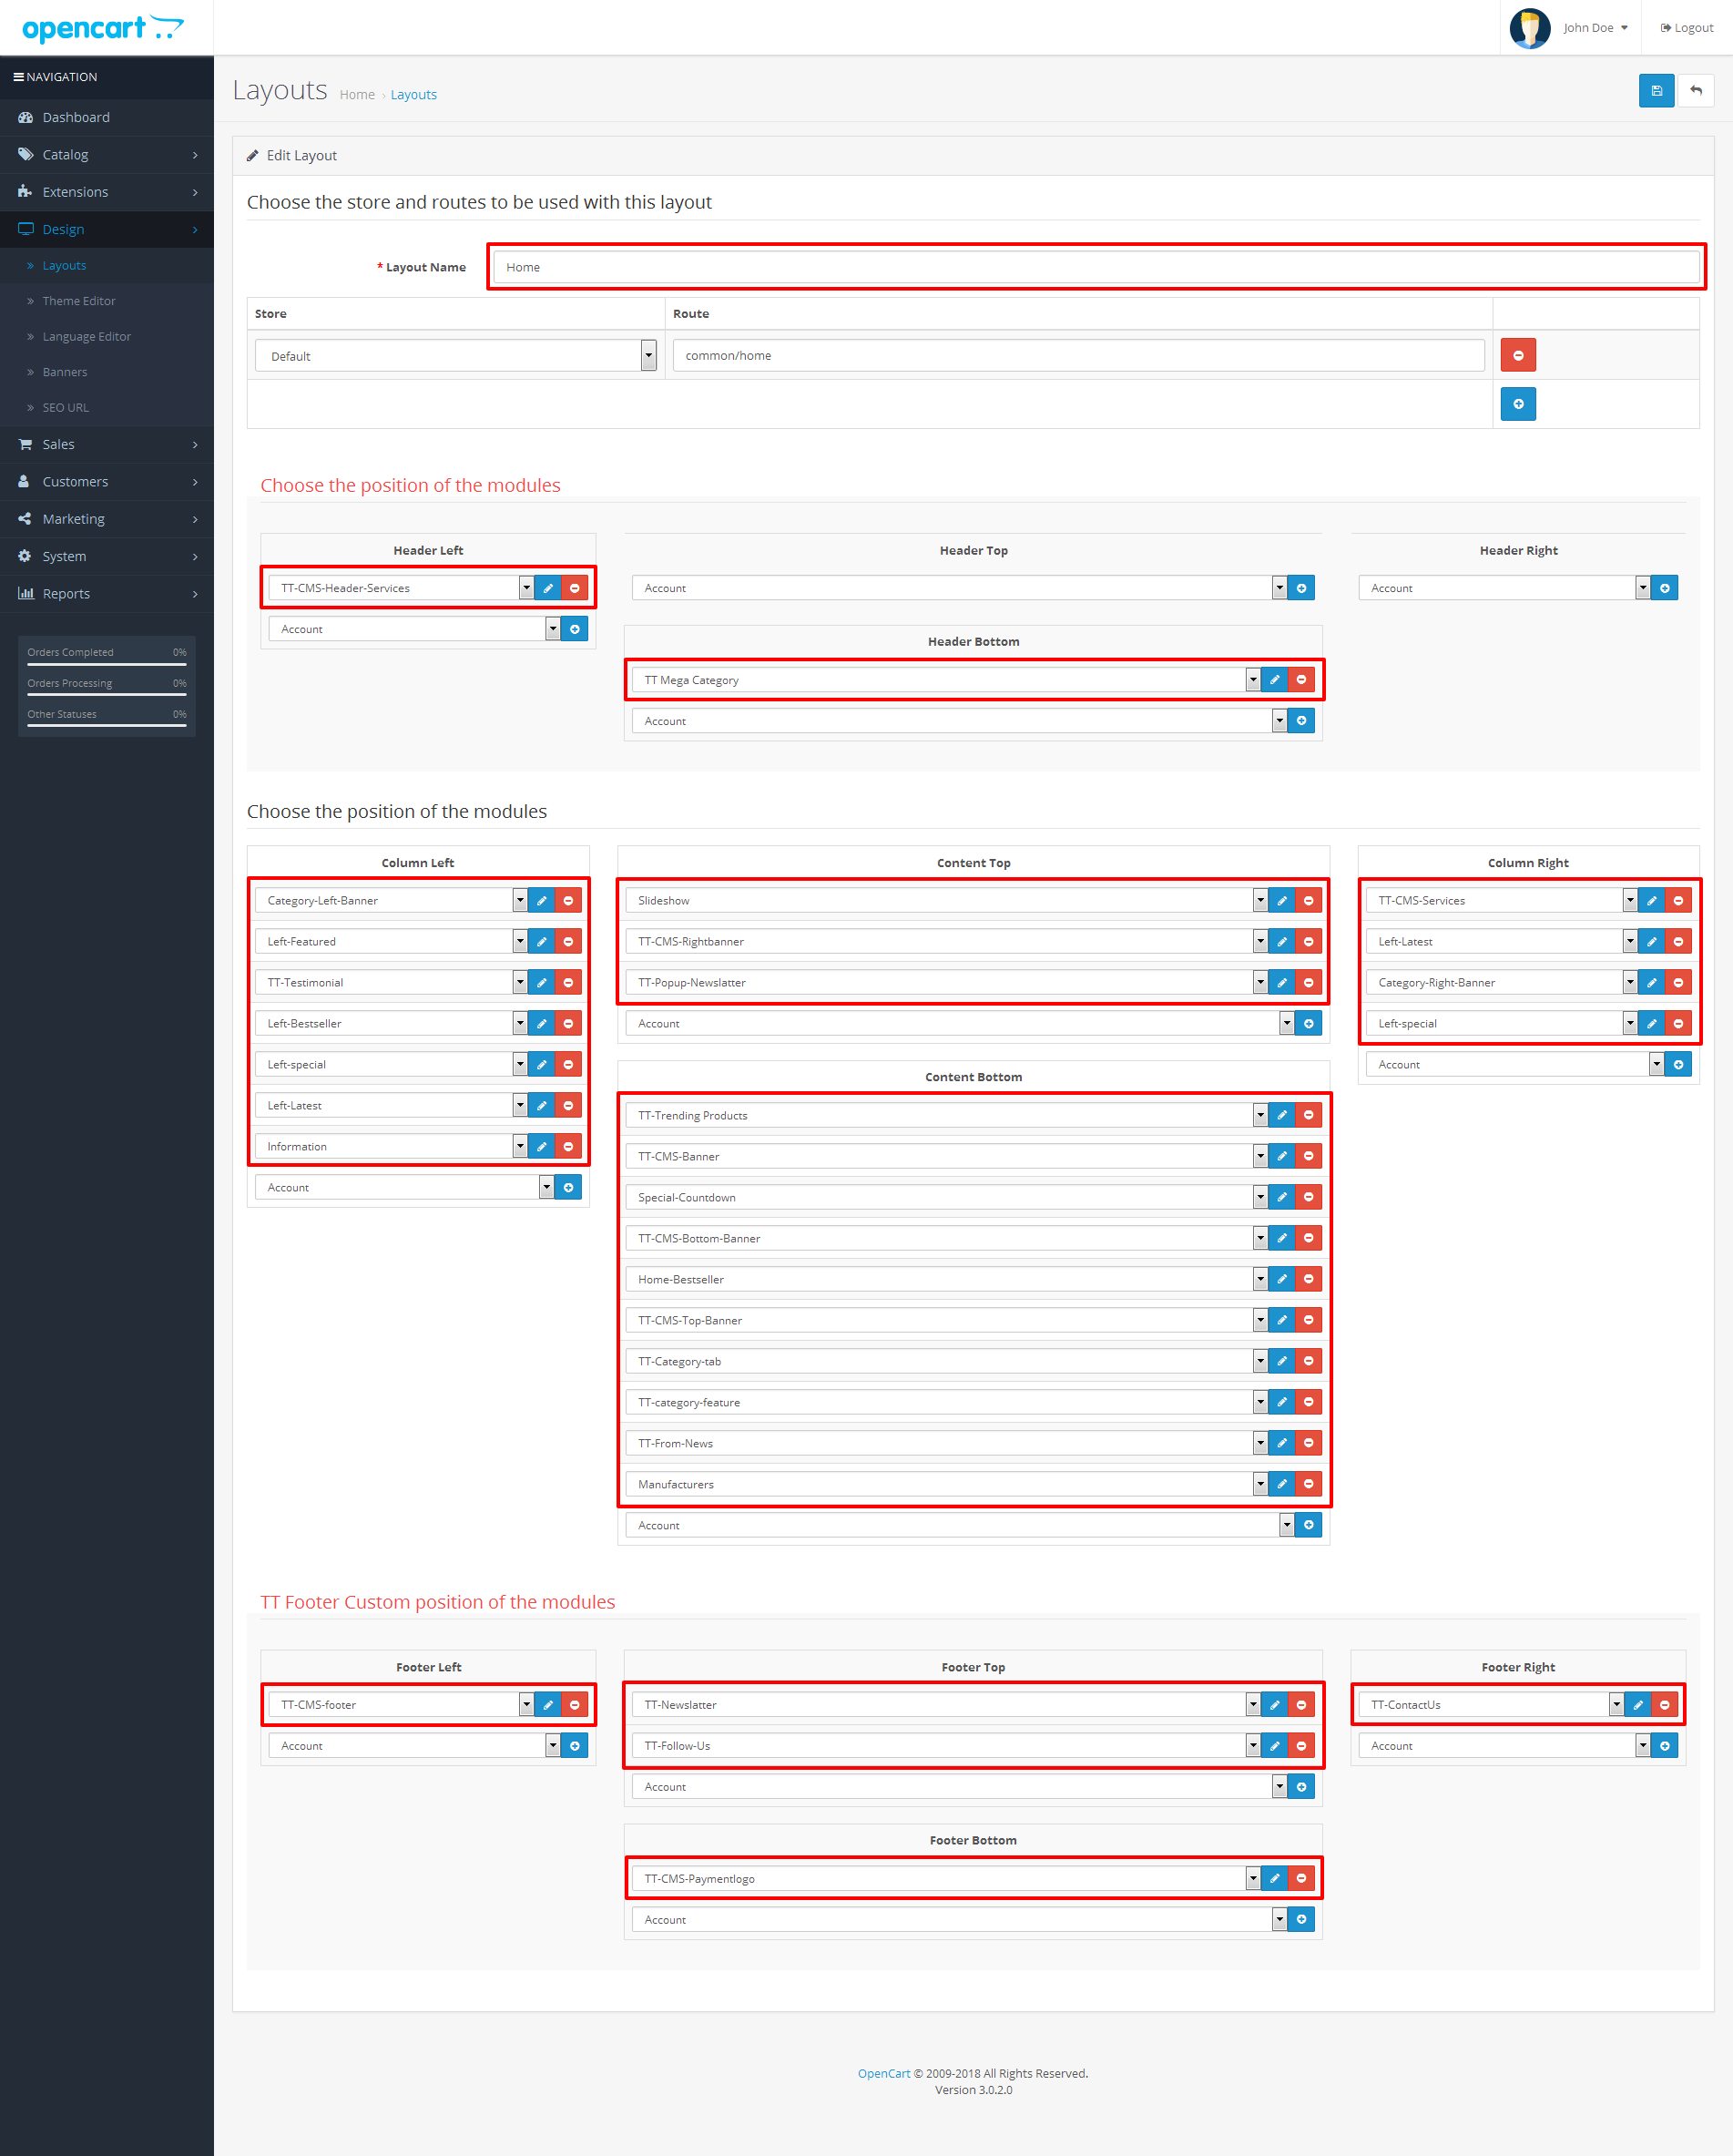 opencart
John Doe
Logout
NAVIGATION
Dashboard
Catalog
Extensions
Design
Layouts
Theme Editor
Language Editor
Banners
SEO URL
Sales
Customers
Marketing
System
Reports
Orders Completed 0%
Orders Processing 0%
Other Statuses 0%
Layouts Home › Layouts
Edit Layout
Choose the store and routes to be used with this layout
* Layout Name Home
Store Route
Default common/home
Choose the position of the modules
Header Left
TT-CMS-Header-Services
Account
Header Top
Account
Header Bottom
TT Mega Category
Account
Header Right
Account
Choose the position of the modules
Column Left
Category-Left-Banner
Left-Featured
TT-Testimonial
Left-Bestseller
Left-special
Left-Latest
Information
Account
Content Top
Slideshow
TT-CMS-Rightbanner
TT-Popup-Newslatter
Account
Content Bottom
TT-Trending Products
TT-CMS-Banner
Special-Countdown
TT-CMS-Bottom-Banner
Home-Bestseller
TT-CMS-Top-Banner
TT-Category-tab
TT-category-feature
TT-From-News
Manufacturers
Account
Column Right
TT-CMS-Services
Left-Latest
Category-Right-Banner
Left-special
Account
TT Footer Custom position of the modules
Footer Left
TT-CMS-footer
Account
Footer Top
TT-Newslatter
TT-Follow-Us
Account
Footer Bottom
TT-CMS-Paymentlogo
Account
Footer Right
TT-ContactUs
Account
OpenCart © 2009-2018 All Rights Reserved.
Version 3.0.2.0